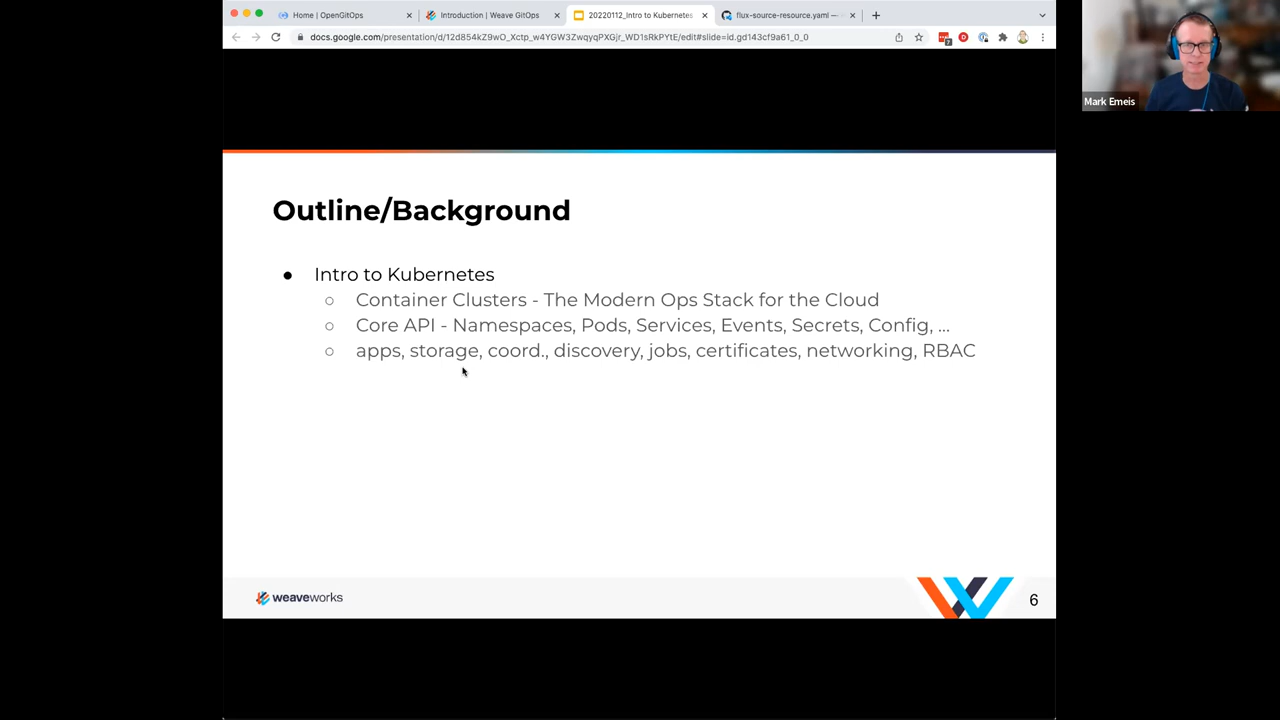 Home | OpenGitOps
Introduction | Weave GitOps
20220112_Intro to Kubernetes
flux-source-resource.yaml —
docs.google.com/presentation/d/12d854kZ9wO_Xctp_w4YGW3ZwqyqPXGjr_WD1sRkPYtE/edit#slide=id.gd143cf9a61_0_0
Mark Emeis
Outline/Background
● Intro to Kubernetes
○ Container Clusters - The Modern Ops Stack for the Cloud
○ Core API - Namespaces, Pods, Services, Events, Secrets, Config, ...
○ apps, storage, coord., discovery, jobs, certificates, networking, RBAC
weaveworks
6